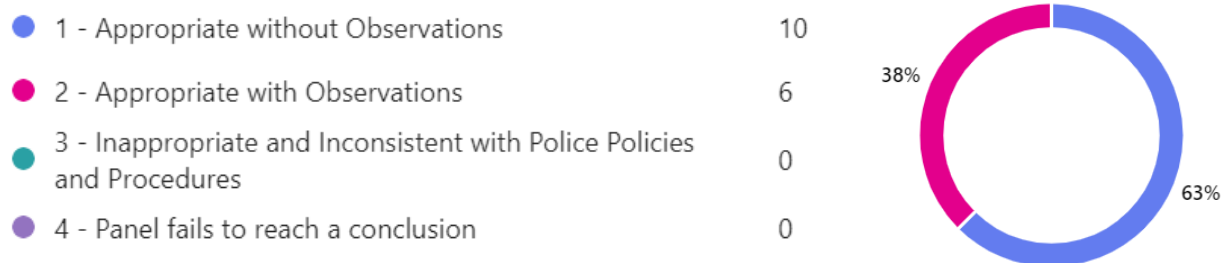 1 - Appropriate without Observations 10
2 - Appropriate with Observations 6
3 - Inappropriate and Inconsistent with Police Policies
and Procedures 0
4 - Panel fails to reach a conclusion 0
38%
63%